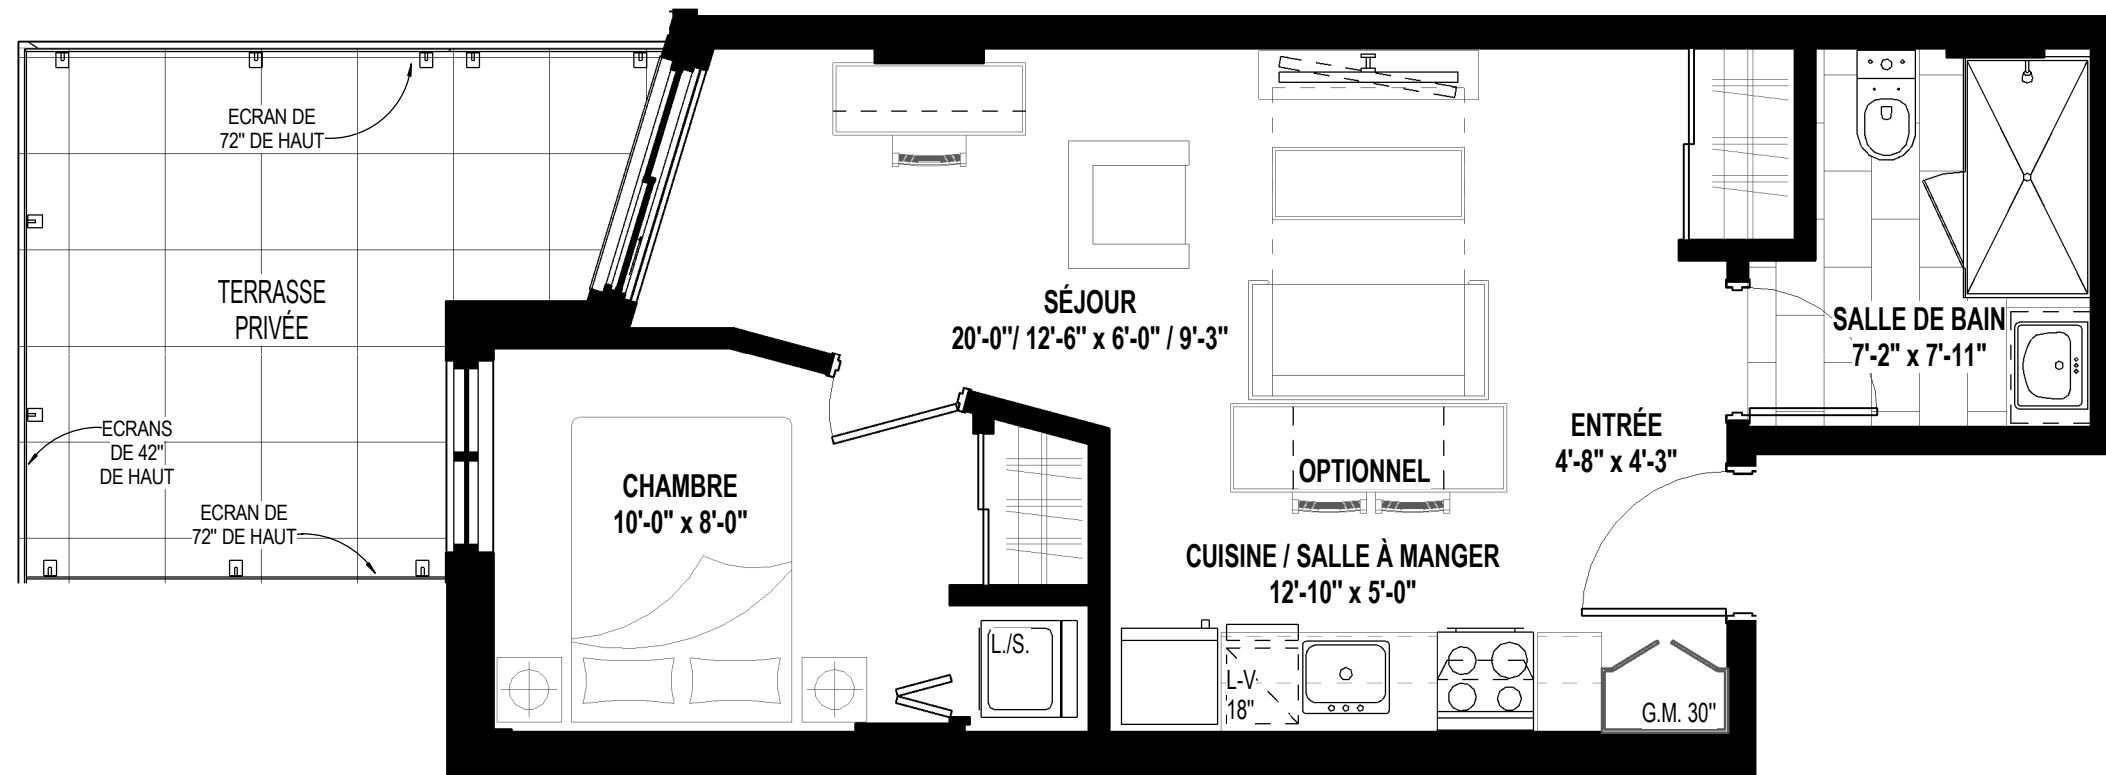 ECRAN DE
72" DE HAUT
TERRASSE
PRIVÉE
ECRANS
DE 42"
DE HAUT
ECRAN DE
72" DE HAUT
CHAMBRE
10'-0" x 8'-0"
L./S.
SÉJOUR
20'-0"/ 12'-6" x 6'-0" / 9'-3"
OPTIONNEL
CUISINE / SALLE À MANGER
12'-10" x 5'-0"
L-V
18"
ENTRÉE
4'-8" x 4'-3"
G.M. 30"
SALLE DE BAIN
7'-2" x 7'-11"